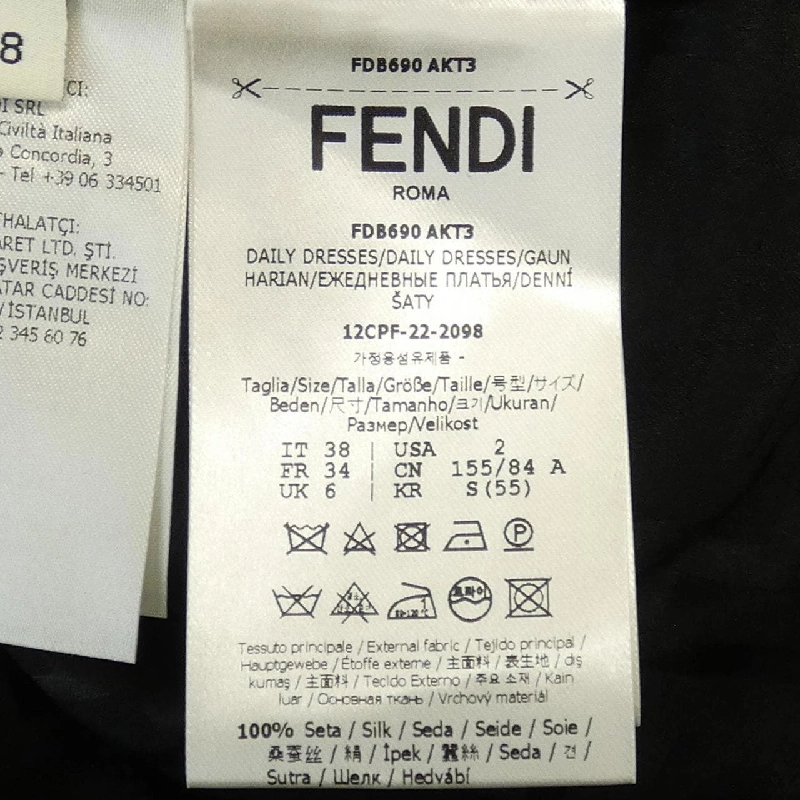 8
CI:
I SRL
Civiltà Italiana
Concordia, 3
- Tel +39 06 334501
THALATÇI:
ARET LTD. ŞTİ.
ŞVERİŞ MERKEZİ
TAR CADDESİ NO:
/İSTANBUL
2 345 60 76
FDB690 AKT3
FENDI
ROMA
FDB690 AKT3
DAILY DRESSES/DAILY DRESSES/GAUN
HARIAN/ЕЖЕДНЕВНЫЕ ПЛАТЬЯ/DENNÍ
ŠATY
12CPF-22-2098
가정용섬유제품 -
Taglia/Size/Talla/Größe/Taille/号型/サイズ/
Beden/尺寸/Tamanho/크기/Ukuran/
Размер/Velikost
IT 38 | USA 2
FR 34 | CN 155/84 A
UK 6 | KR S(55)
P
드라이
Tessuto principale / External fabric / Tejido principal /
Hauptgewebe / Étoffe externe / 主面料 / 表生地 / dış
kumaş / 主面料 / Tecido Externo / 주요 소재 / Kain
luar / Основная ткань / Vrchový materiál
100% Seta / Silk / Seda / Seide / Soie /
桑蚕丝 / 絹 / İpek / 蠶絲 / Seda / 견 /
Sutra / Шелк / Hedvábí